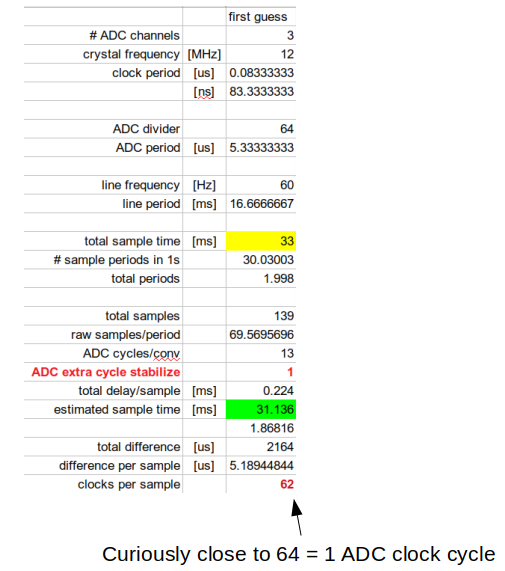 first guess
# ADC channels 3
crystal frequency [MHz] 12
clock period [us] 0.08333333
[ns] 83.3333333
ADC divider 64
ADC period [us] 5.33333333
line frequency [Hz] 60
line period [ms] 16.6666667
total sample time [ms] 33
# sample periods in 1s 30.03003
total periods 1.998
total samples 139
raw samples/period 69.5695696
ADC cycles/conv 13
ADC extra cycle stabilize 1
total delay/sample [ms] 0.224
estimated sample time [ms] 31.136
1.86816
total difference [us] 2164
difference per sample [us] 5.18944844
clocks per sample 62
Curiously close to 64 = 1 ADC clock cycle